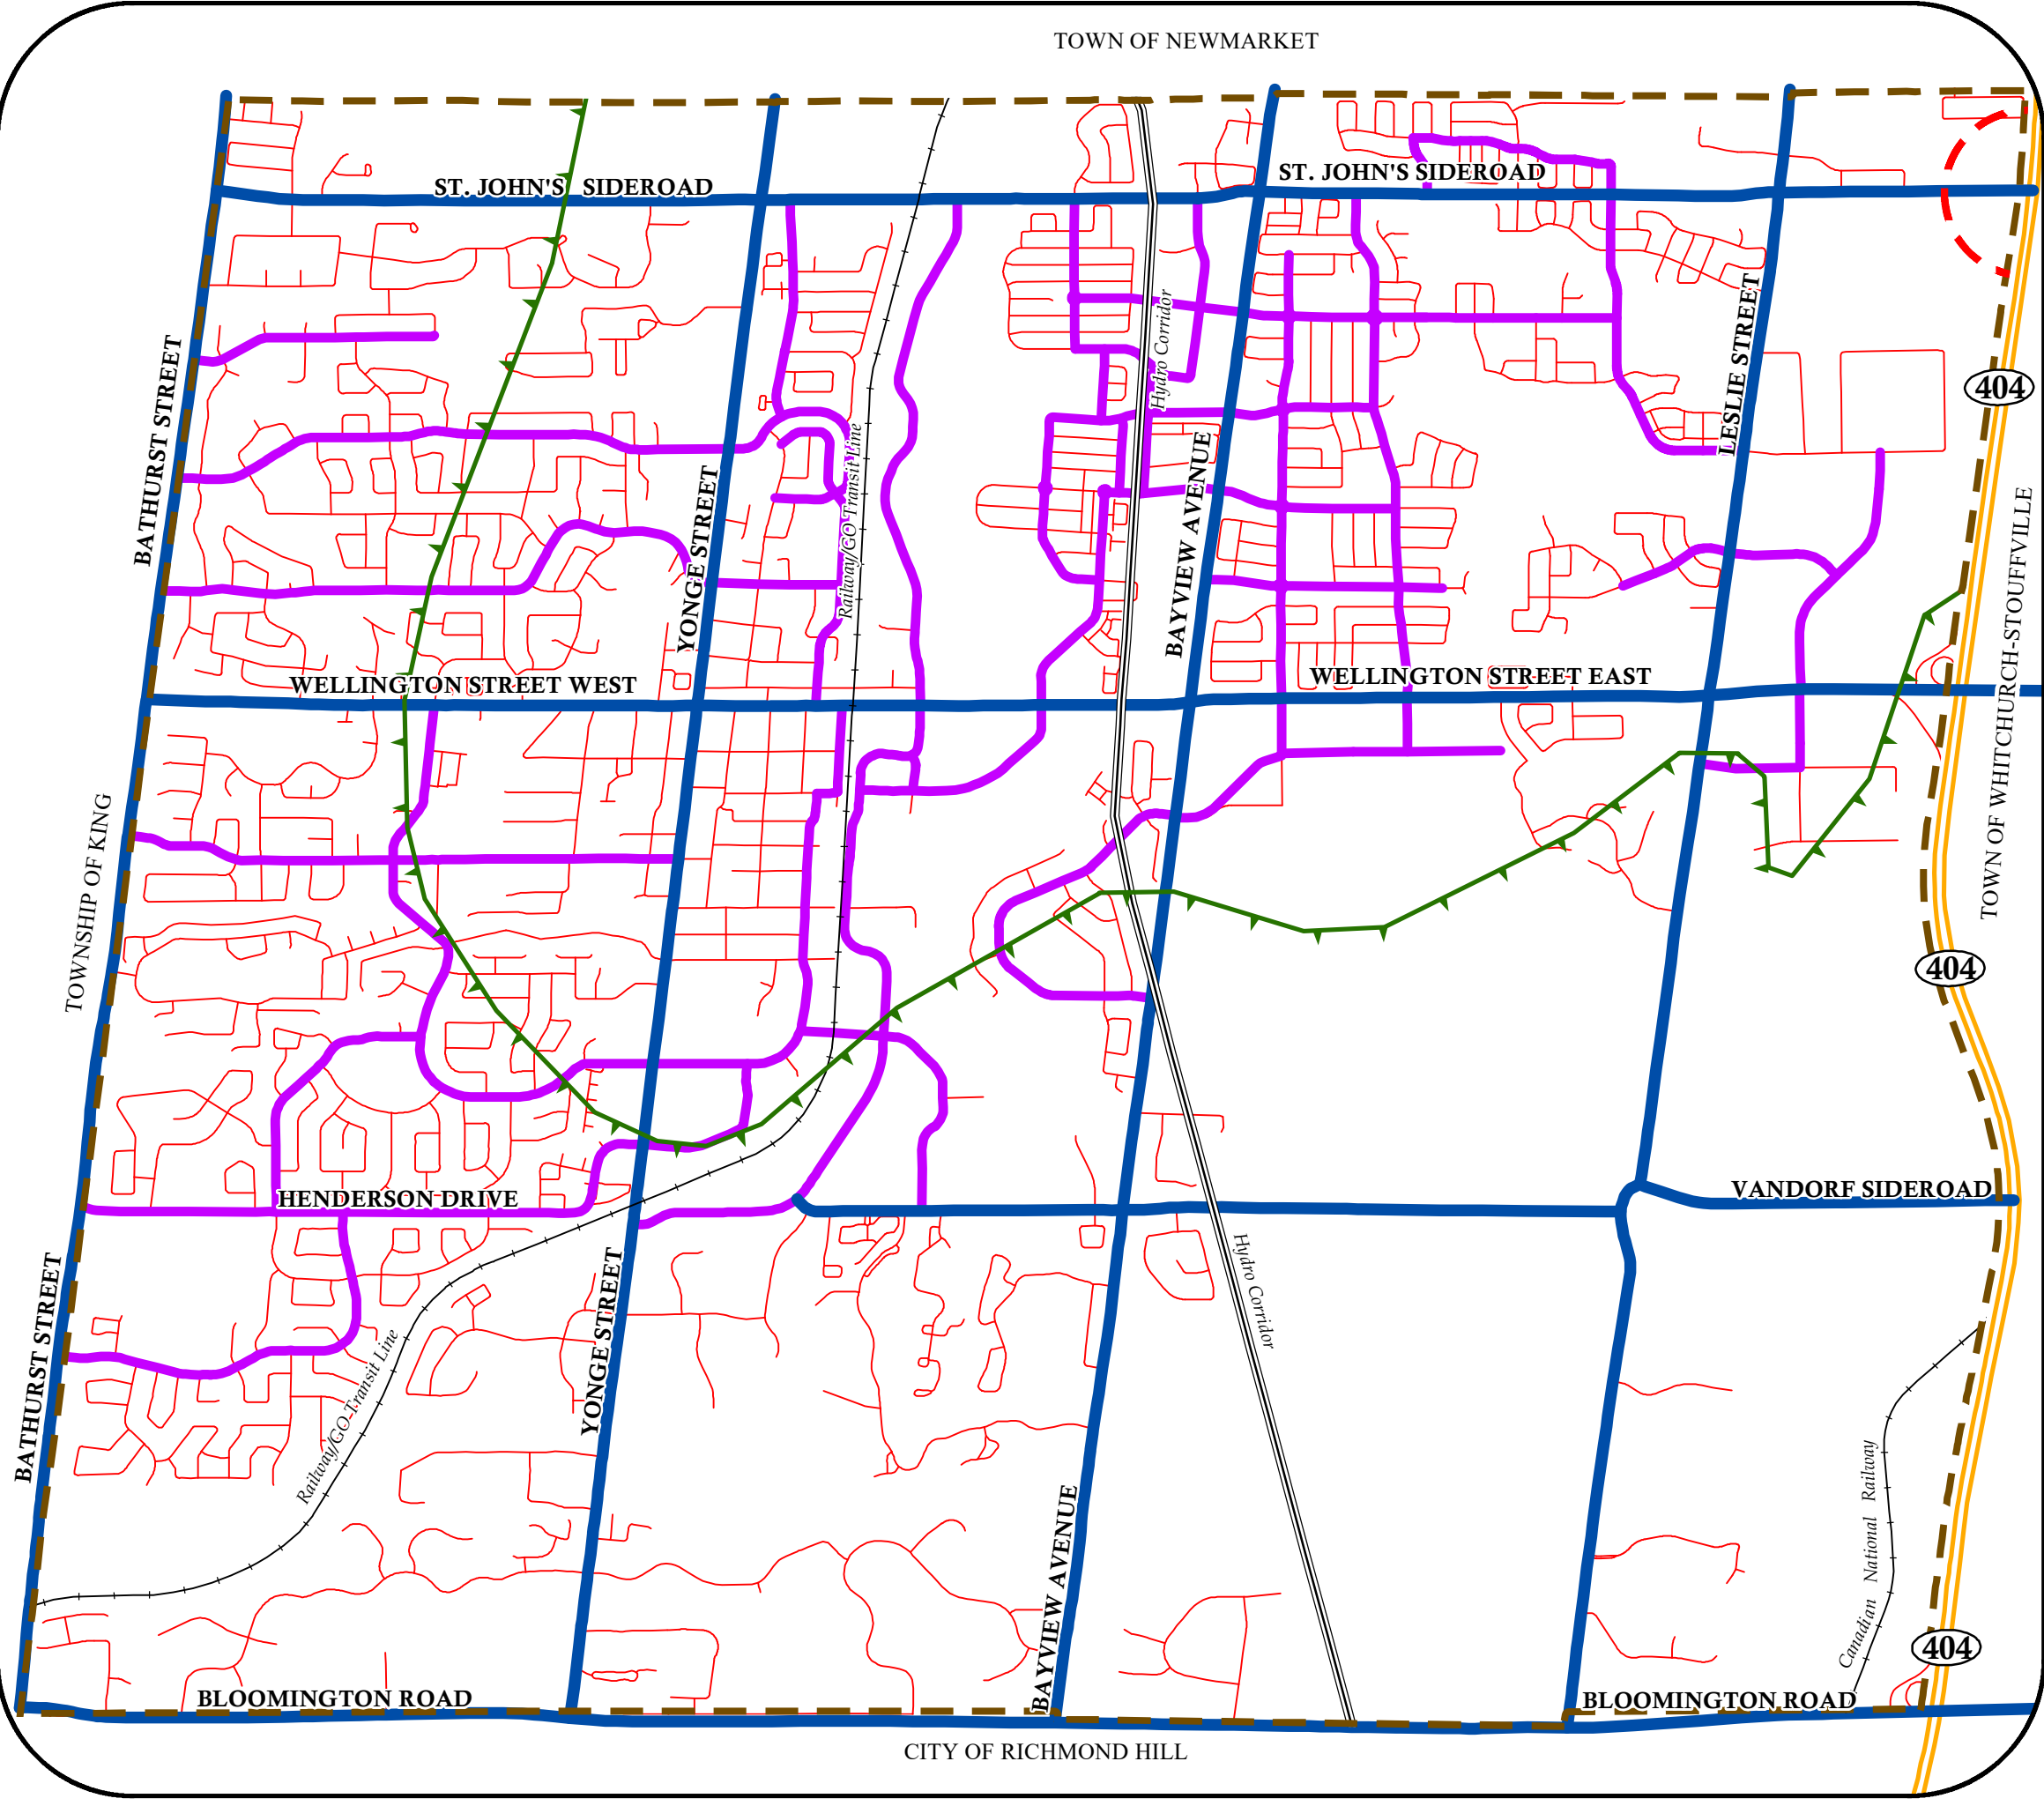 TOWN OF NEWMARKET
ST. JOHN'S SIDEROAD
ST. JOHN'S SIDEROAD
Hydro Corridor
LESLIE STREET
BATHURST STREET
404
YONGE STREET
Railway/GO Transit Line
BAYVIEW AVENUE
TOWN OF WHITCHURCH-STOUFFVILLE
WELLINGTON STREET WEST
WELLINGTON STREET EAST
TOWNSHIP OF KING
404
HENDERSON DRIVE
VANDORF SIDEROAD
BATHURST STREET
YONGE STREET
Hydro Corridor
Railway/GO-Transit Line
BAYVIEW AVENUE
Canadian National Railway
404
BLOOMINGTON ROAD
BLOOMINGTON ROAD
CITY OF RICHMOND HILL